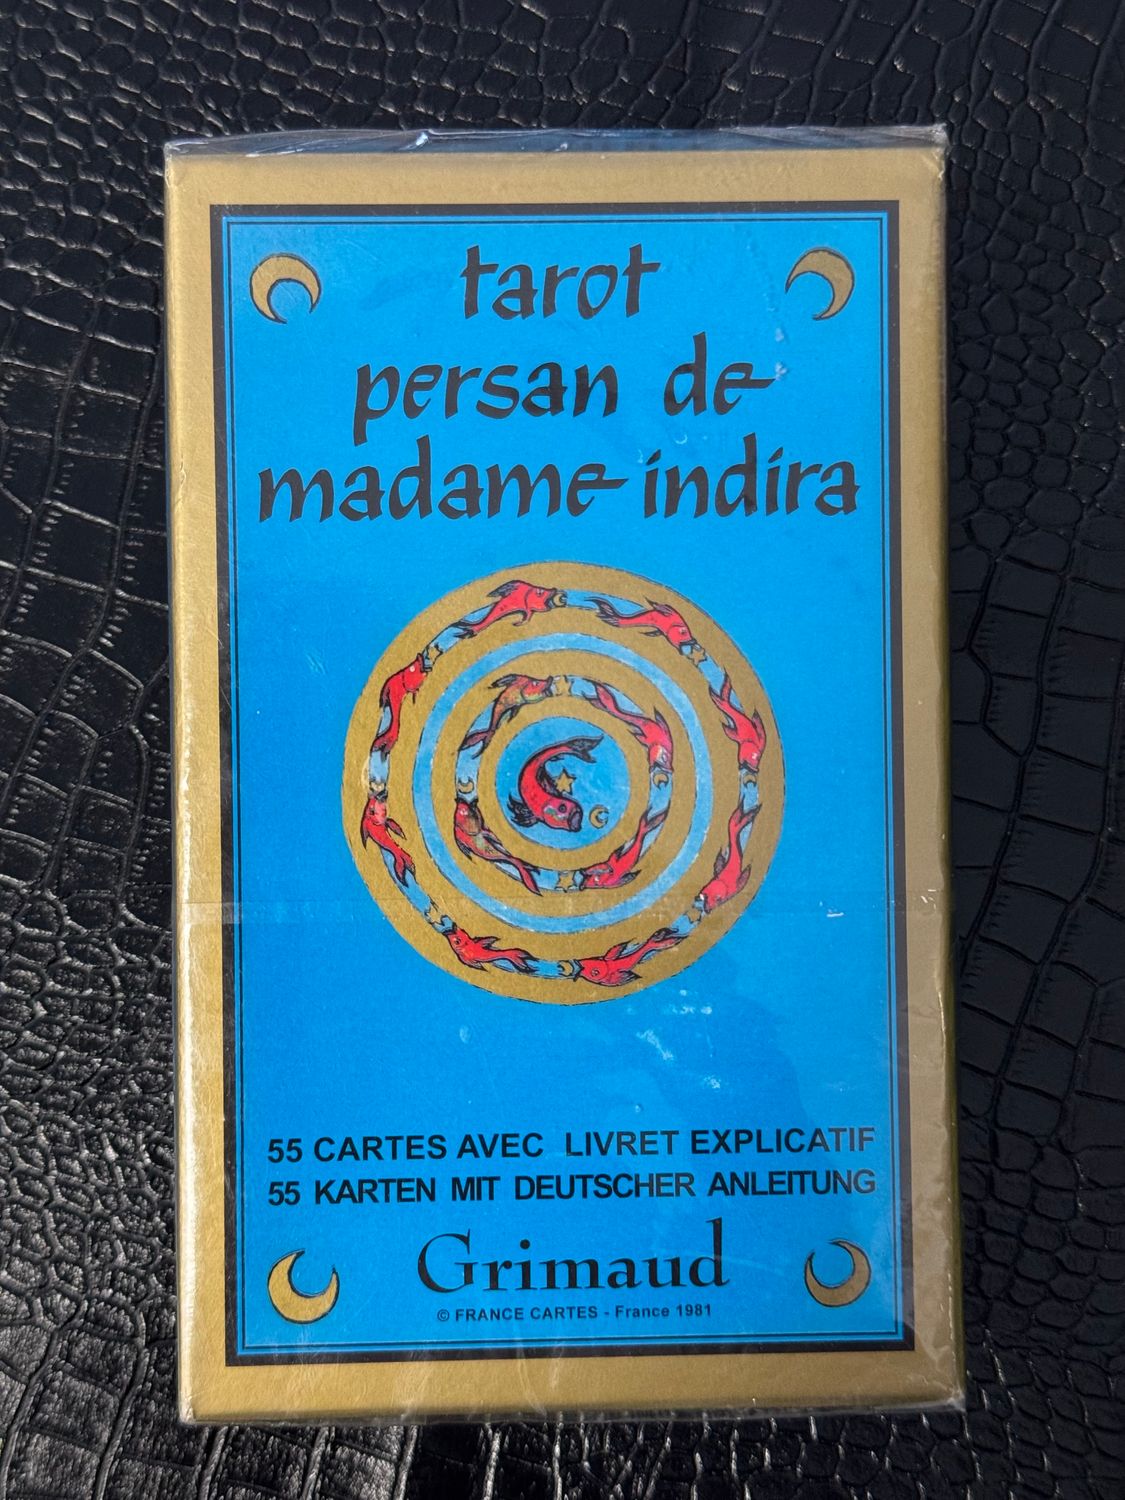 tarot
persan de
madame indira
55 CARTES AVEC LIVRET EXPLICATIF
55 KARTEN MIT DEUTSCHER ANLEITUNG
Grimaud
© FRANCE CARTES - France 1981